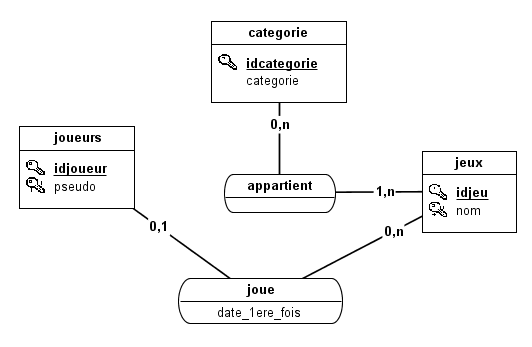 categorie
idcategorie
categorie
0,n
joueurs
idjoueur
pseudo
appartient
1,n
jeux
idjeu
nom
0,1
0,n
joue
date_1ere_fois